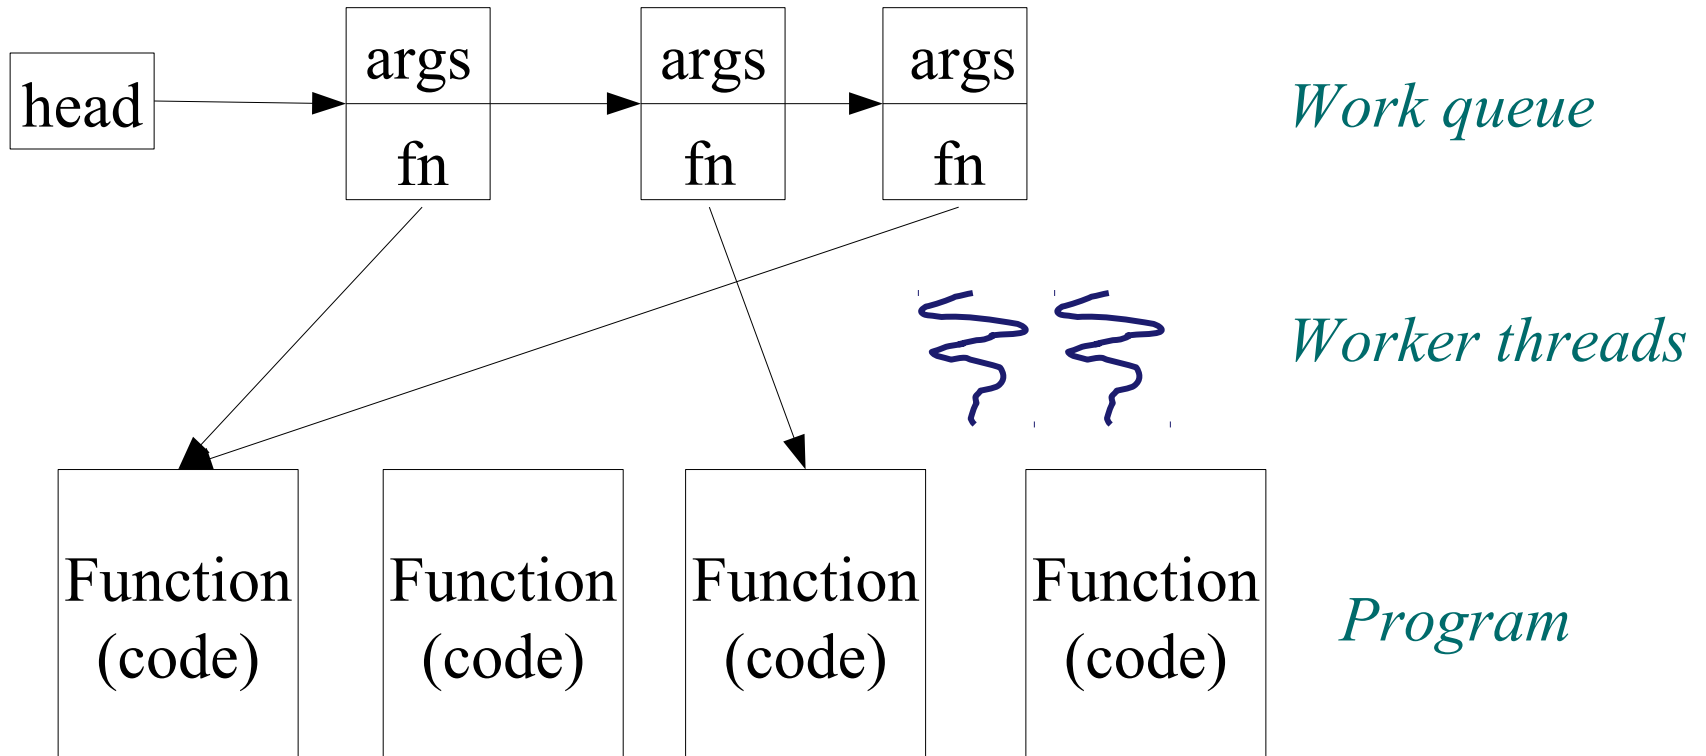 head
args
fn
args
fn
args
fn
Work queue
Worker threads
Function
(code)
Function
(code)
Function
(code)
Function
(code)
Program